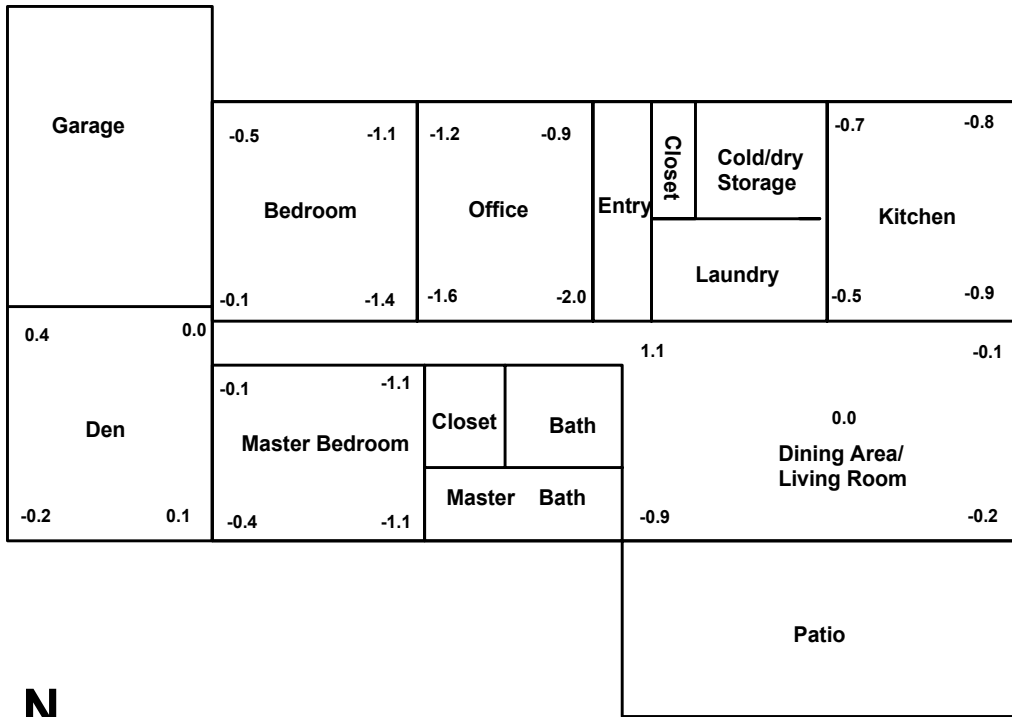 Garage
-0.5
-1.1
-1.2
-0.9
-0.7
-0.8
Closet
Cold/dry
Storage
Bedroom
Office
Entry
Kitchen
Laundry
-0.1
-1.4
-1.6
-2.0
-0.5
-0.9
0.4
0.0
1.1
-0.1
-0.1
-1.1
0.0
Den
Master Bedroom
Closet
Bath
Dining Area/
Living Room
Master Bath
-0.2
0.1
-0.4
-1.1
-0.9
-0.2
Patio
N